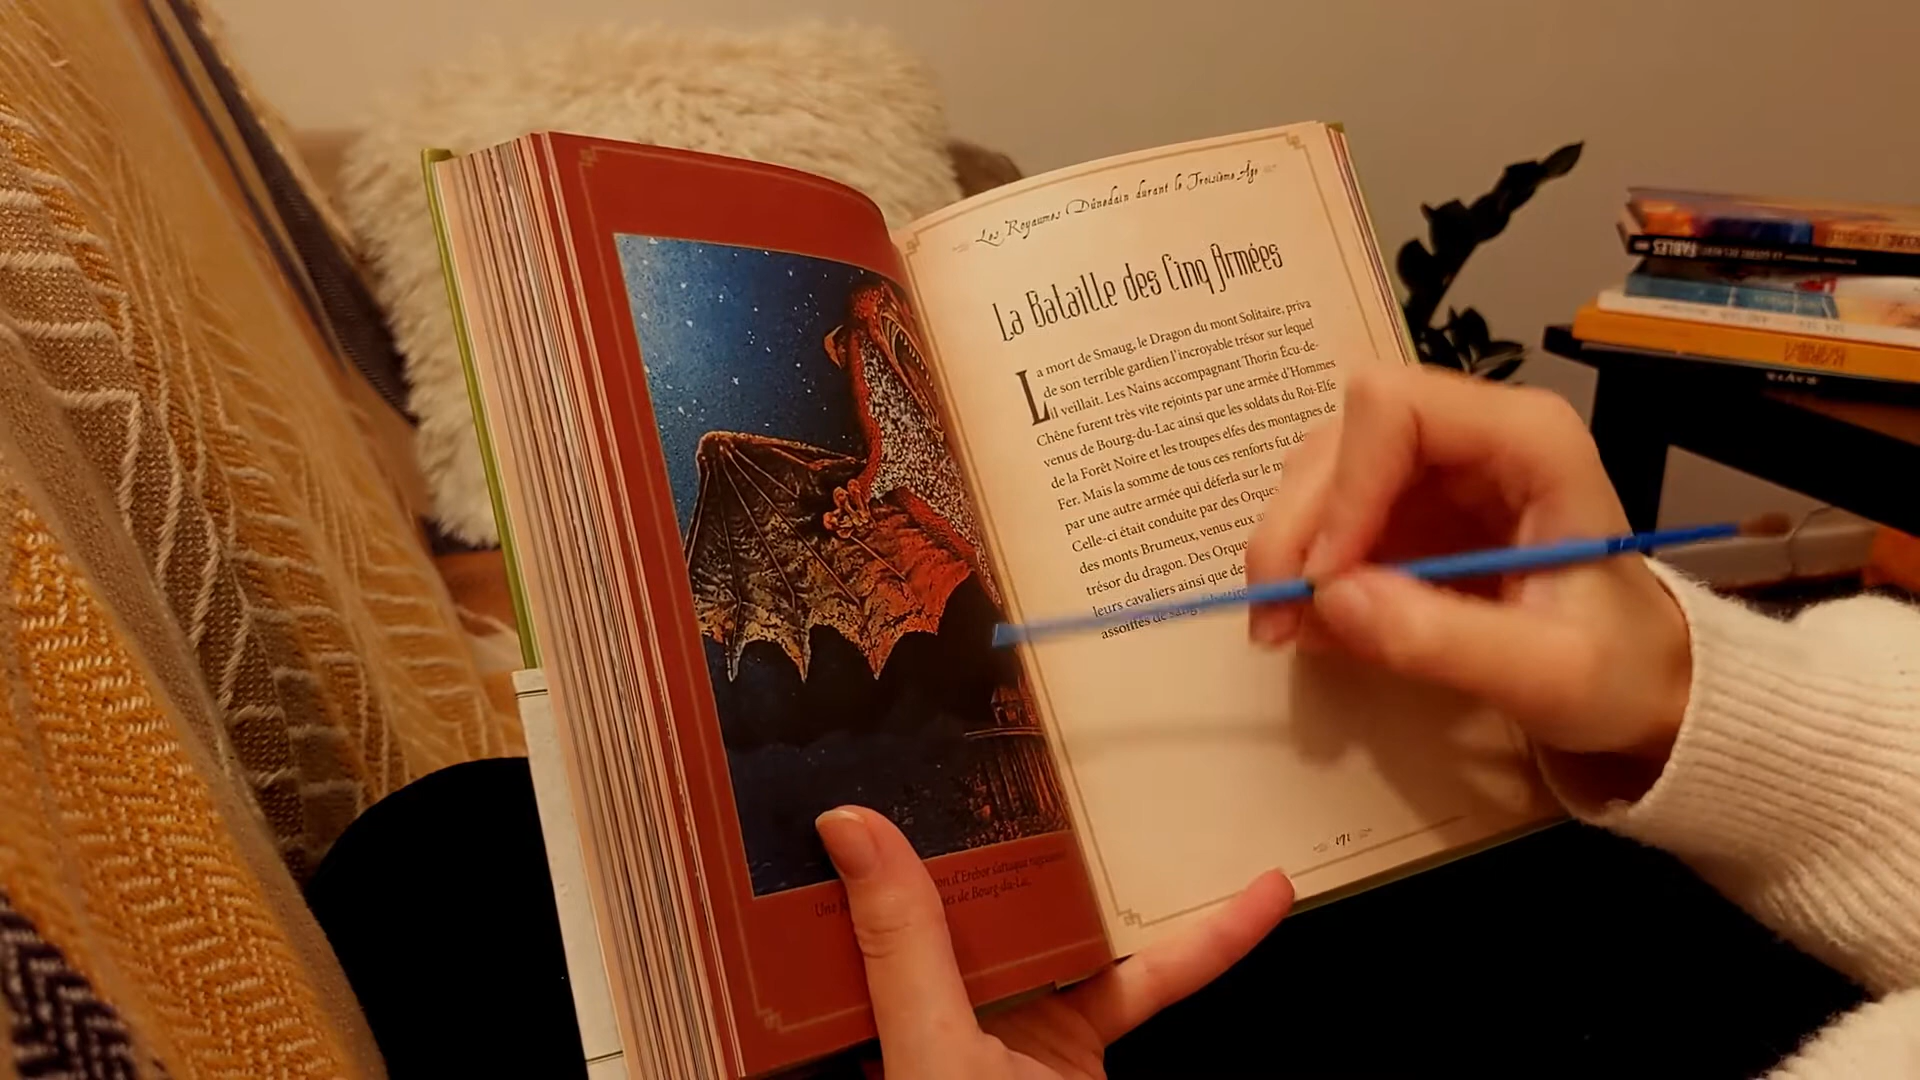 Les Royaumes Dúnedain durant le Troisième Âge
La Bataille des Cinq Armées
La mort de Smaug, le Dragon du mont Solitaire, priva
de son terrible gardien l'incroyable trésor sur lequel
il veillait. Les Nains accompagnant Thorin Écu-de-
Chêne furent très vite rejoints par une armée d'Hommes
venus de Bourg-du-Lac ainsi que les soldats du Roi-Elfe
de la Forêt Noire et les troupes elfes des montagnes de
Fer. Mais la somme de tous ces renforts fut
par une autre armée qui déferla sur le
Celle-ci était conduite par des Orques
des monts Brumeux, venus eux
trésor du dragon. Des
leurs cavaliers ainsi que
assoiffés de
171
d'Erebor s'attaqua
Une de Bourg-du-Lac.
FABLES